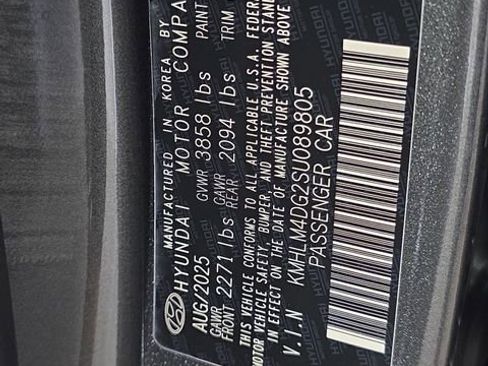 MANUFACTURED IN KOREA BY
HYUNDAI MOTOR COMPA
AUG/2025 GVWR 3858 lbs PAINT
GAWR FRONT 2271 lbs GAWR REAR 2094 lbs TRIM
THIS VEHICLE CONFORMS TO ALL APPLICABLE U.S.A. FEDER
MOTOR VEHICLE SAFETY, BUMPER, AND THEFT PREVENTION STAN
IN EFFECT ON THE DATE OF MANUFACTURE SHOWN ABOVE
V.I.N KMHLM4DG2SU089805
PASSENGER CAR